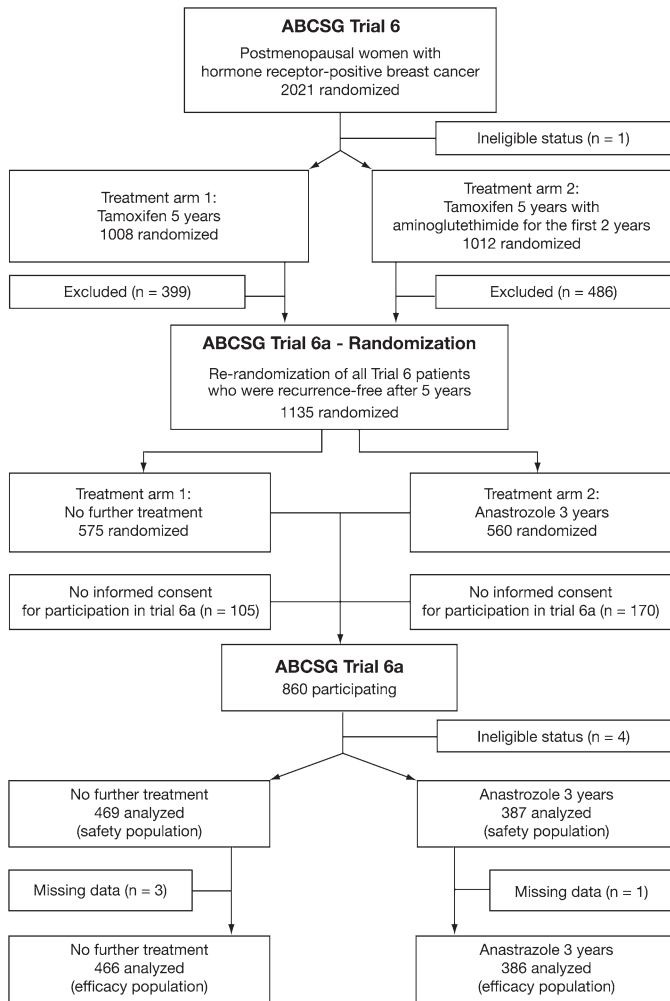 ABCSG Trial 6
Postmenopausal women with
hormone receptor-positive breast cancer
2021 randomized
Ineligible status (n = 1)
Treatment arm 1:
Tamoxifen 5 years
1008 randomized
Treatment arm 2:
Tamoxifen 5 years with
aminoglutethimide for the first 2 years
1012 randomized
Excluded (n = 399)
Excluded (n = 486)
ABCSG Trial 6a - Randomization
Re-randomization of all Trial 6 patients
who were recurrence-free after 5 years
1135 randomized
Treatment arm 1:
No further treatment
575 randomized
Treatment arm 2:
Anastrozole 3 years
560 randomized
No informed consent
for participation in trial 6a (n = 105)
No informed consent
for participation in trial 6a (n = 170)
ABCSG Trial 6a
860 participating
Ineligible status (n = 4)
No further treatment
469 analyzed
(safety population)
Anastrozole 3 years
387 analyzed
(safety population)
Missing data (n = 3)
Missing data (n = 1)
No further treatment
466 analyzed
(efficacy population)
Anastrazole 3 years
386 analyzed
(efficacy population)